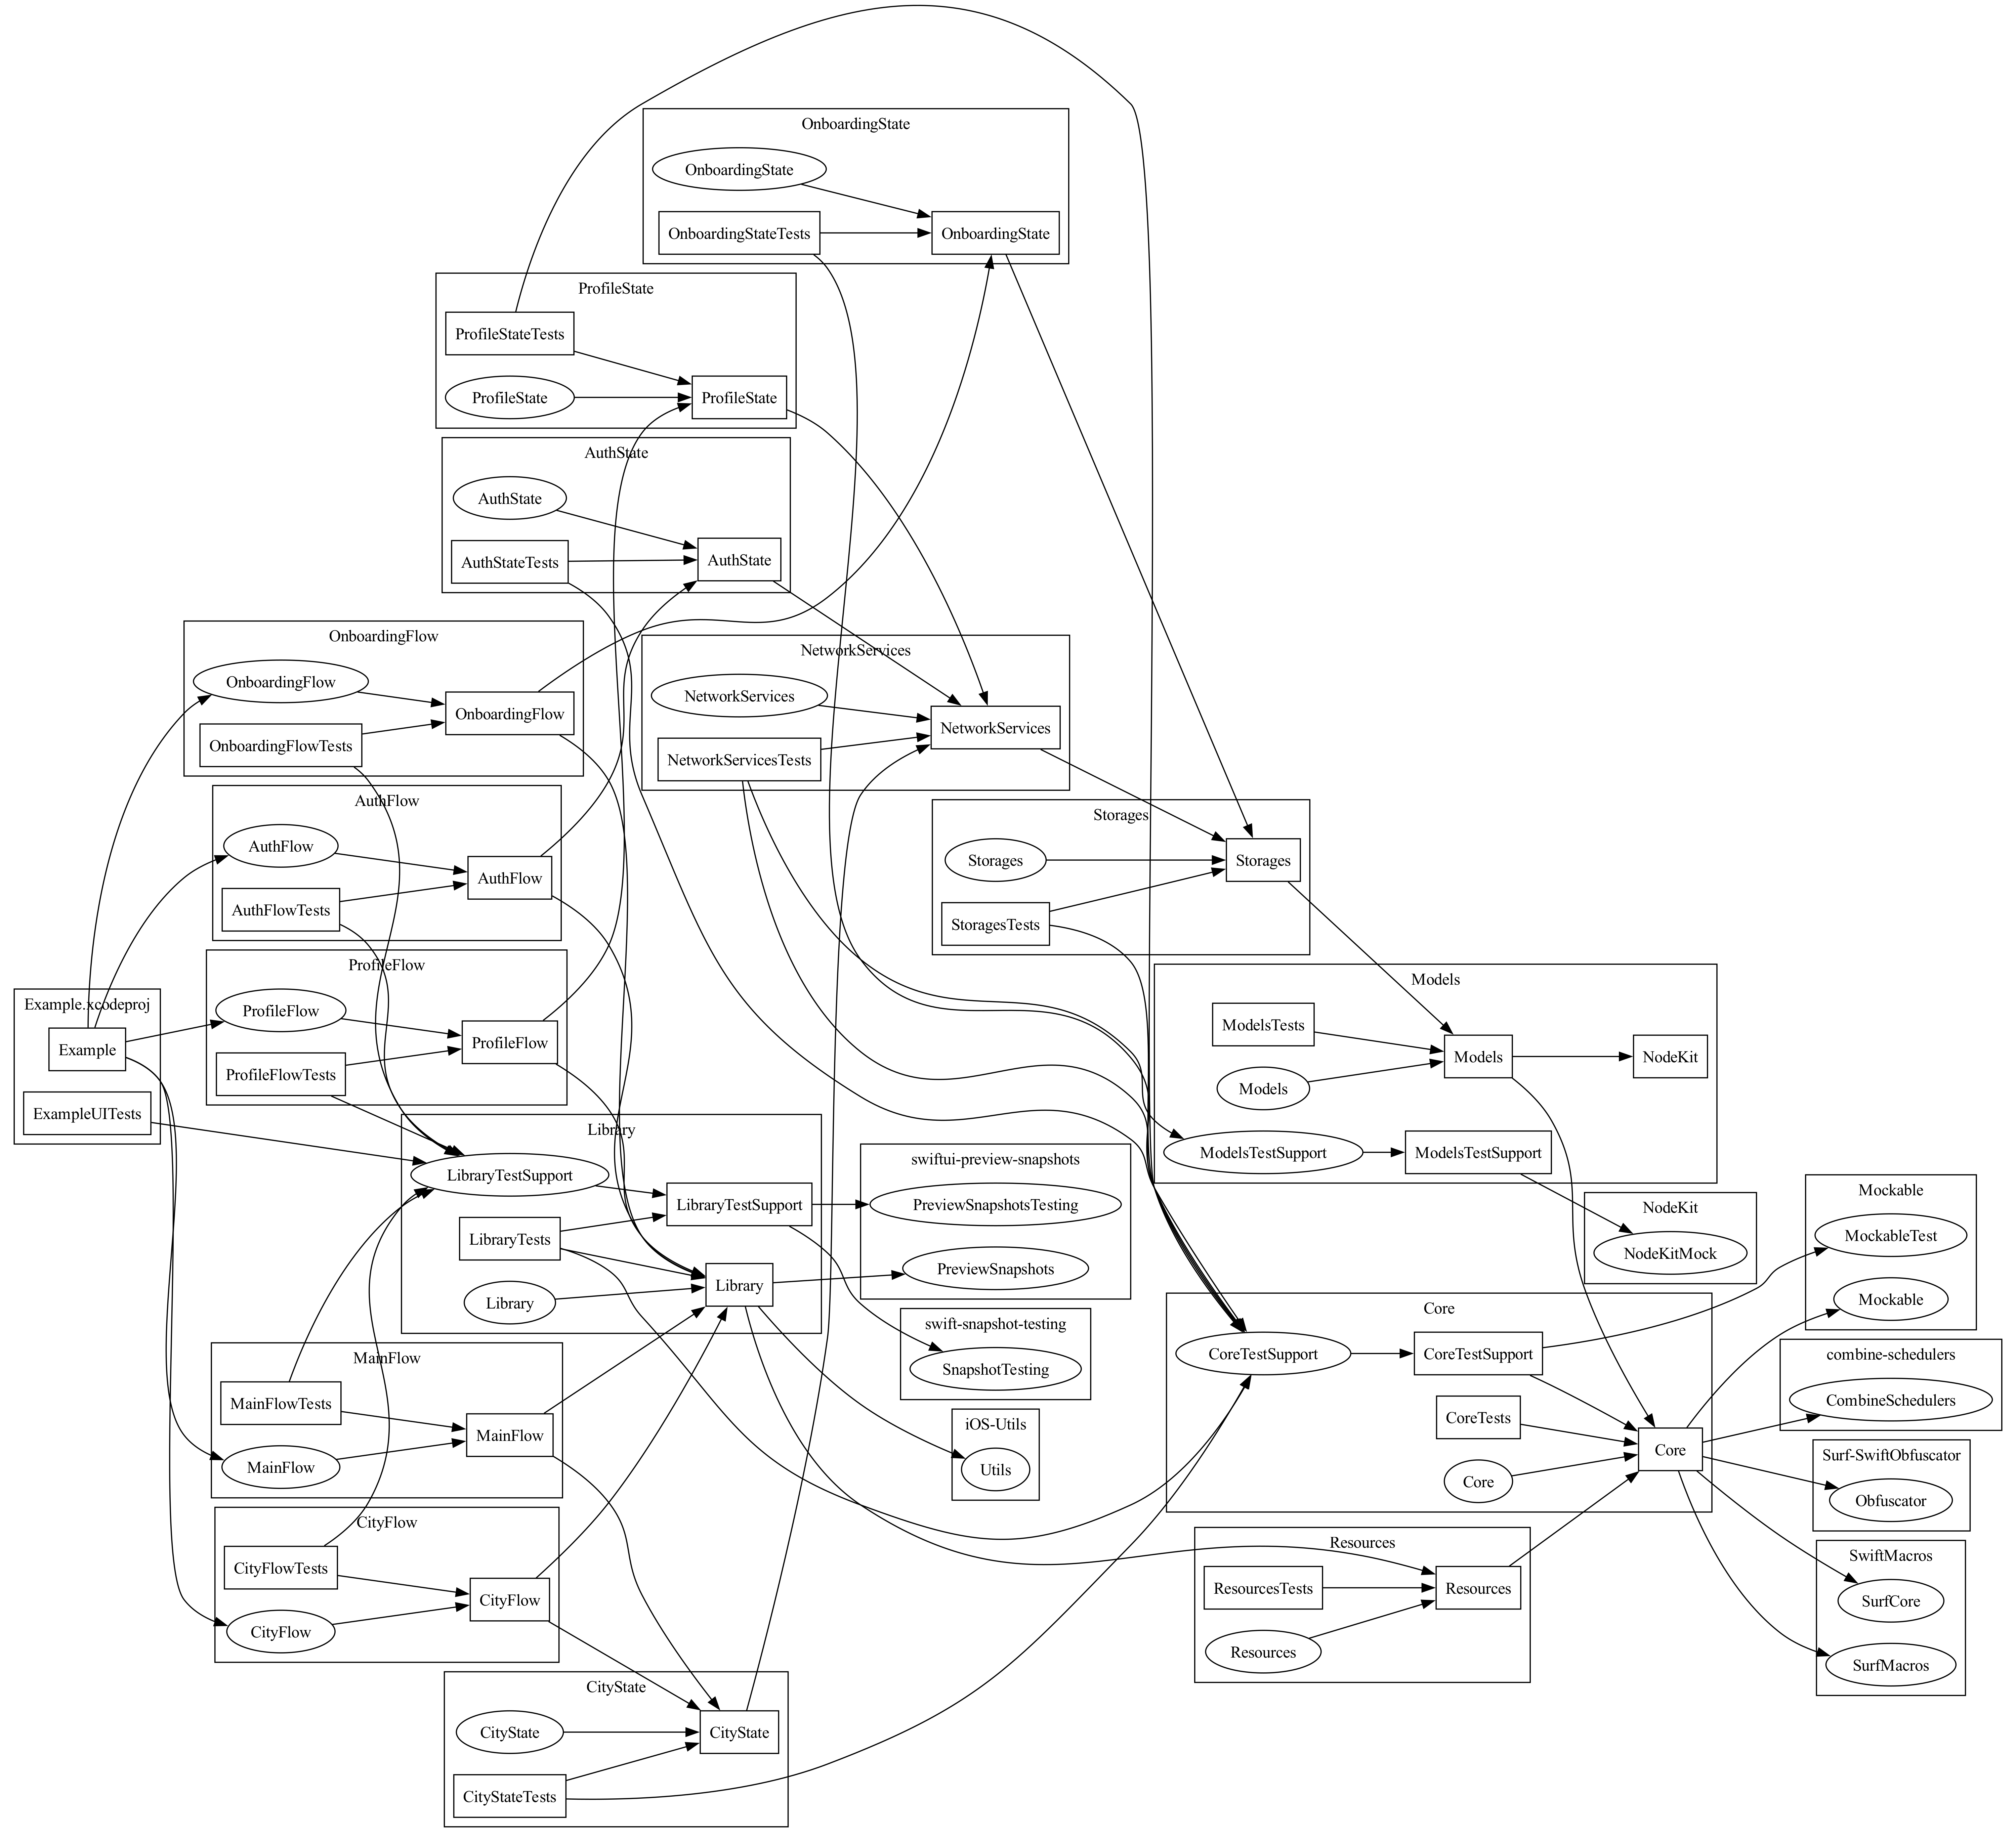 OnboardingState
OnboardingState
OnboardingStateTests
OnboardingState
ProfileState
ProfileStateTests
ProfileState
ProfileState
AuthState
AuthState
AuthStateTests
AuthState
OnboardingFlow
OnboardingFlow
OnboardingFlowTests
OnboardingFlow
NetworkServices
NetworkServices
NetworkServicesTests
NetworkServices
AuthFlow
AuthFlow
AuthFlowTests
AuthFlow
Storages
Storages
StoragesTests
Storages
ProfileFlow
ProfileFlow
ProfileFlowTests
ProfileFlow
Example.xcodeproj
Example
ExampleUITests
Models
ModelsTests
Models
Models
NodeKit
ModelsTestSupport
ModelsTestSupport
Library
LibraryTestSupport
LibraryTestSupport
LibraryTests
Library
Library
swiftui-preview-snapshots
PreviewSnapshotsTesting
PreviewSnapshots
NodeKit
NodeKitMock
Mockable
MockableTest
Mockable
swift-snapshot-testing
SnapshotTesting
Core
CoreTestSupport
CoreTestSupport
CoreTests
Core
Core
combine-schedulers
CombineSchedulers
MainFlow
MainFlowTests
MainFlow
MainFlow
iOS-Utils
Utils
Surf-SwiftObfuscator
Obfuscator
CityFlow
CityFlowTests
CityFlow
CityFlow
Resources
ResourcesTests
Resources
Resources
SwiftMacros
SurfCore
SurfMacros
CityState
CityState
CityStateTests
CityState